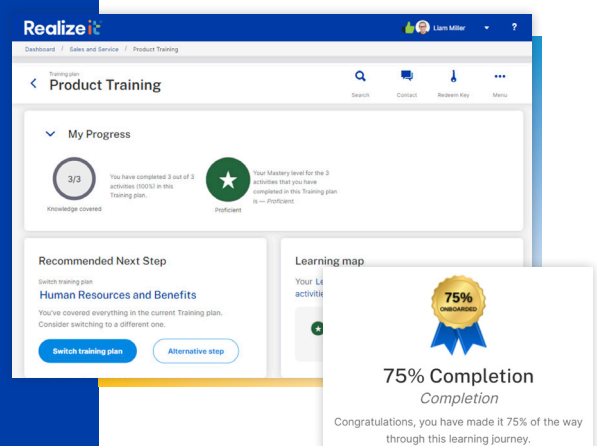 Realizeit
Liam Miller
?
Dashboard / Sales and Service / Product Training
Training plan
Product Training
Search
Contact
Redeem Key
Menu
My Progress
3/3
Knowledge covered
You have completed 3 out of 3
activities (100%) in this
Training plan.
Proficient
Your Mastery level for the 3
activities that you have
completed in this Training plan
is — Proficient.
Recommended Next Step
Switch training plan
Human Resources and Benefits
You've covered everything in the current Training plan.
Consider switching to a different one.
Switch training plan
Alternative step
Learning map
Your Le
activitie
75%
ONBOARDED
75% Completion
Completion
Congratulations, you have made it 75% of the way
through this learning journey.